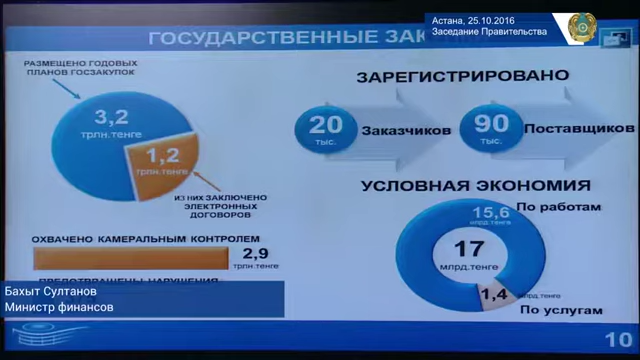 Астана, 25.10.2016
Заседание Правительства
ГОСУДАРСТВЕННЫЕ
РАЗМЕЩЕНО ГОДОВЫХ
ПЛАНОВ ГОСЗАКУПОК
3,2
трлн.тенге
1,2
трлн.тенге
ИЗ НИХ ЗАКЛЮЧЕНО
ЭЛЕКТРОННЫХ
ДОГОВОРОВ
ОХВАЧЕНО КАМЕРАЛЬНЫМ КОНТРОЛЕМ
2,9
трлн.тенге
ПРЕДОТВРАЩЕНЫ НАРУШЕНИЯ
ЗАРЕГИСТРИРОВАНО
20
тыс.
Заказчиков
90
тыс.
Поставщиков
УСЛОВНАЯ ЭКОНОМИЯ
15,6
млрд.тенге
По работам
17
млрд.тенге
1,4
млрд.тенге
По услугам
Бахыт Султанов
Министр финансов
10